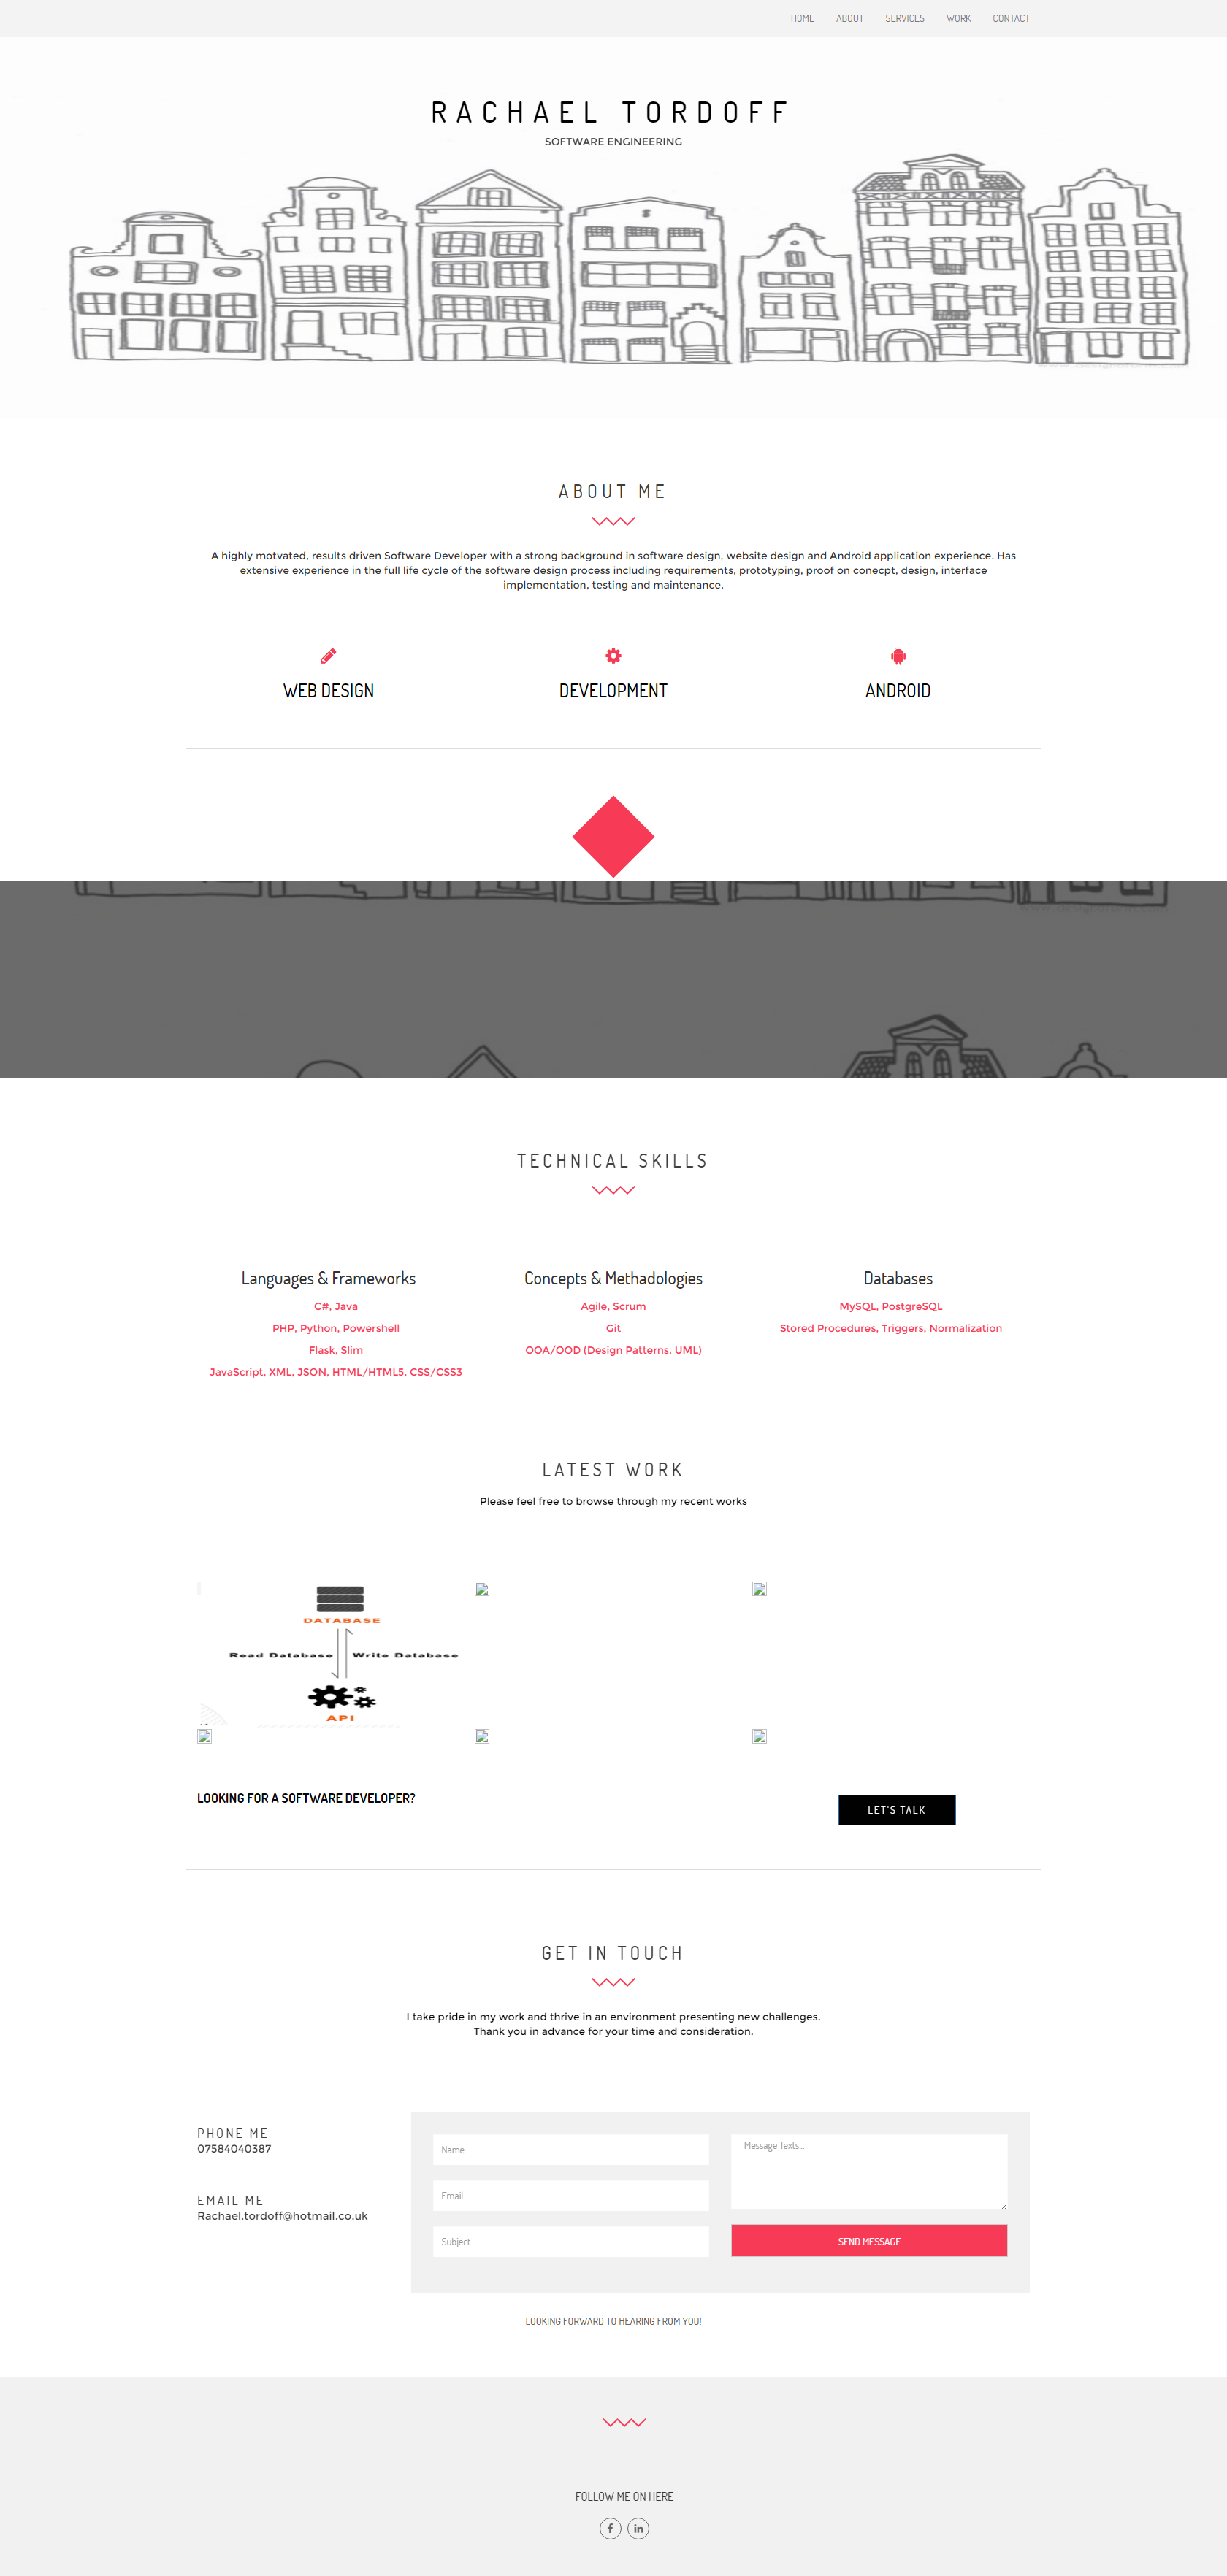 HOME ABOUT SERVICES WORK CONTACT
RACHAEL TORDOFF
SOFTWARE ENGINEERING
ABOUT ME
A highly motvated, results driven Software Developer with a strong background in software design, website design and Android application experience. Has
extensive experience in the full life cycle of the software design process including requirements, prototyping, proof on conecpt, design, interface
implementation, testing and maintenance.
WEB DESIGN
DEVELOPMENT
ANDROID
TECHNICAL SKILLS
Languages & Frameworks
C#, Java
PHP, Python, Powershell
Flask, Slim
JavaScript, XML, JSON, HTML/HTML5, CSS/CSS3
Concepts & Methadologies
Agile, Scrum
Git
OOA/OOD (Design Patterns, UML)
Databases
MySQL, PostgreSQL
Stored Procedures, Triggers, Normalization
LATEST WORK
Please feel free to browse through my recent works
DATABASE
Read Database Write Database
API
LOOKING FOR A SOFTWARE DEVELOPER?
LET'S TALK
GET IN TOUCH
I take pride in my work and thrive in an environment presenting new challenges.
Thank you in advance for your time and consideration.
PHONE ME
07584040387
EMAIL ME
Rachael.tordoff@hotmail.co.uk
Name
Email
Subject
Message Texts...
SEND MESSAGE
LOOKING FORWARD TO HEARING FROM YOU!
FOLLOW ME ON HERE